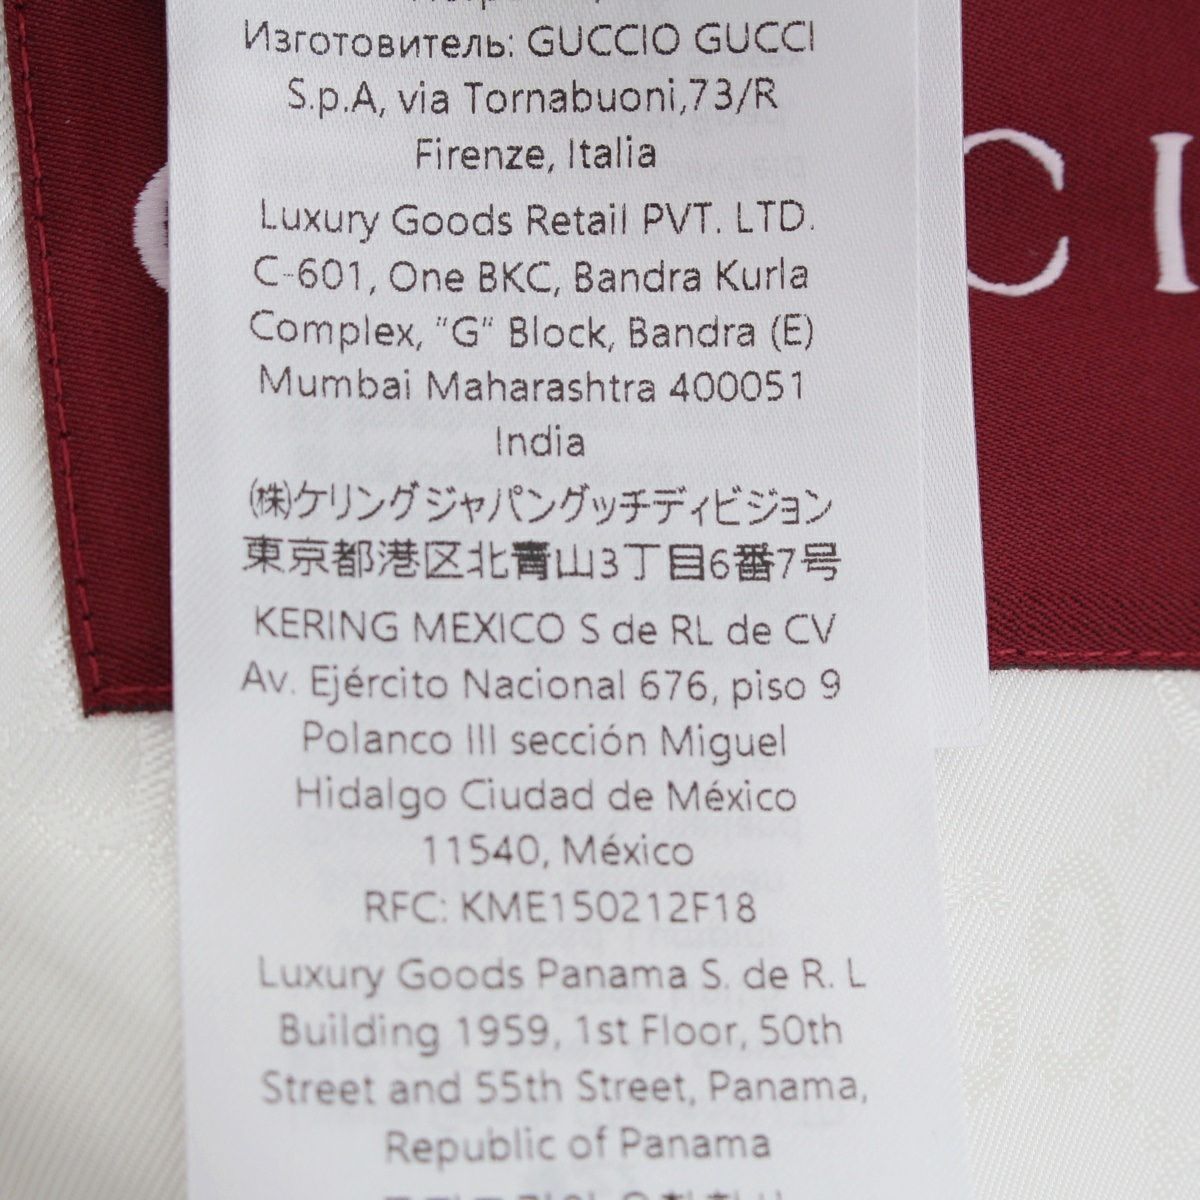 Изготовитель: GUCCIO GUCCI
S.p.A, via Tornabuoni,73/R
Firenze, Italia
Luxury Goods Retail PVT. LTD.
C-601, One BKC, Bandra Kurla
Complex, "G" Block, Bandra (E)
Mumbai Maharashtra 400051
India
(株)ケリングジャパングッチディビジョン
東京都港区北青山3丁目6番7号
KERING MEXICO S de RL de CV
Av. Ejército Nacional 676, piso 9
Polanco III sección Miguel
Hidalgo Ciudad de México
11540, México
RFC: KME150212F18
Luxury Goods Panama S. de R. L
Building 1959, 1st Floor, 50th
Street and 55th Street, Panama,
Republic of Panama